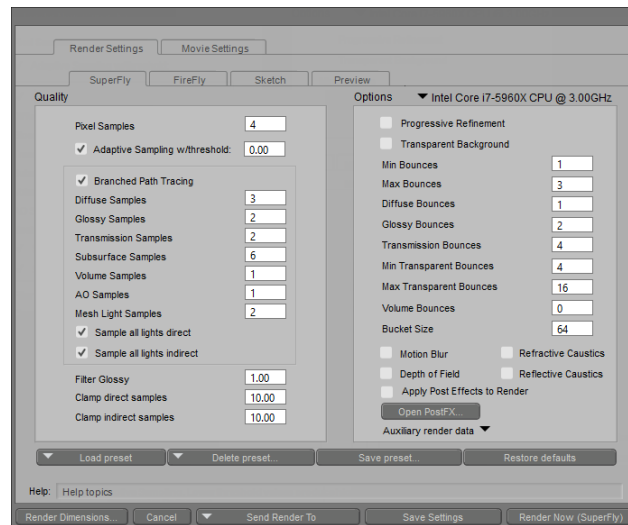 Render Settings
Movie Settings
SuperFly
FireFly
Sketch
Preview
Quality
Pixel Samples 4
Adaptive Sampling w/threshold: 0.00
Branched Path Tracing
Diffuse Samples 3
Glossy Samples 2
Transmission Samples 2
Subsurface Samples 6
Volume Samples 1
AO Samples 1
Mesh Light Samples 2
Sample all lights direct
Sample all lights indirect
Filter Glossy 1.00
Clamp direct samples 10.00
Clamp indirect samples 10.00
Options Intel Core i7-5960X CPU @ 3.00GHz
Progressive Refinement
Transparent Background
Min Bounces 1
Max Bounces 3
Diffuse Bounces 1
Glossy Bounces 2
Transmission Bounces 4
Min Transparent Bounces 4
Max Transparent Bounces 16
Volume Bounces 0
Bucket Size 64
Motion Blur Refractive Caustics
Depth of Field Reflective Caustics
Apply Post Effects to Render
Open PostFX...
Auxiliary render data
Load preset Delete preset... Save preset... Restore defaults
Help: Help topics
Render Dimensions... Cancel Send Render To Save Settings Render Now (SuperFly)